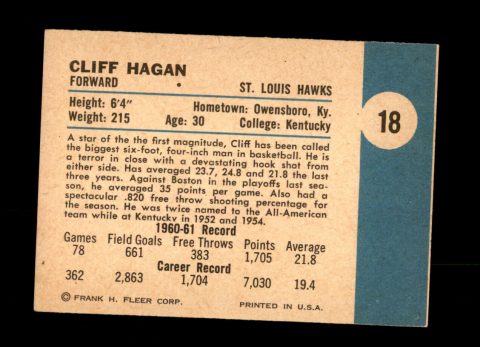 CLIFF HAGAN
FORWARD ST. LOUIS HAWKS
Height: 6'4" Hometown: Owensboro, Ky.
Weight: 215 Age: 30 College: Kentucky
18
A star of the the first magnitude, Cliff has been called
the biggest six-foot, four-inch man in basketball. He is
a terror in close with a devastating hook shot from
either side. Has averaged 23.7, 24.8 and 21.8 the last
three years. Against Boston in the playoffs last sea-
son, he averaged 35 points per game. Also had a
spectacular .820 free throw shooting percentage for
the season. He was twice named to the All-American
team while at Kentucky in 1952 and 1954.
1960-61 Record
Games Field Goals Free Throws Points Average
78 661 383 1,705 21.8
Career Record
362 2,863 1,704 7,030 19.4
© FRANK H. FLEER CORP. PRINTED IN U.S.A.